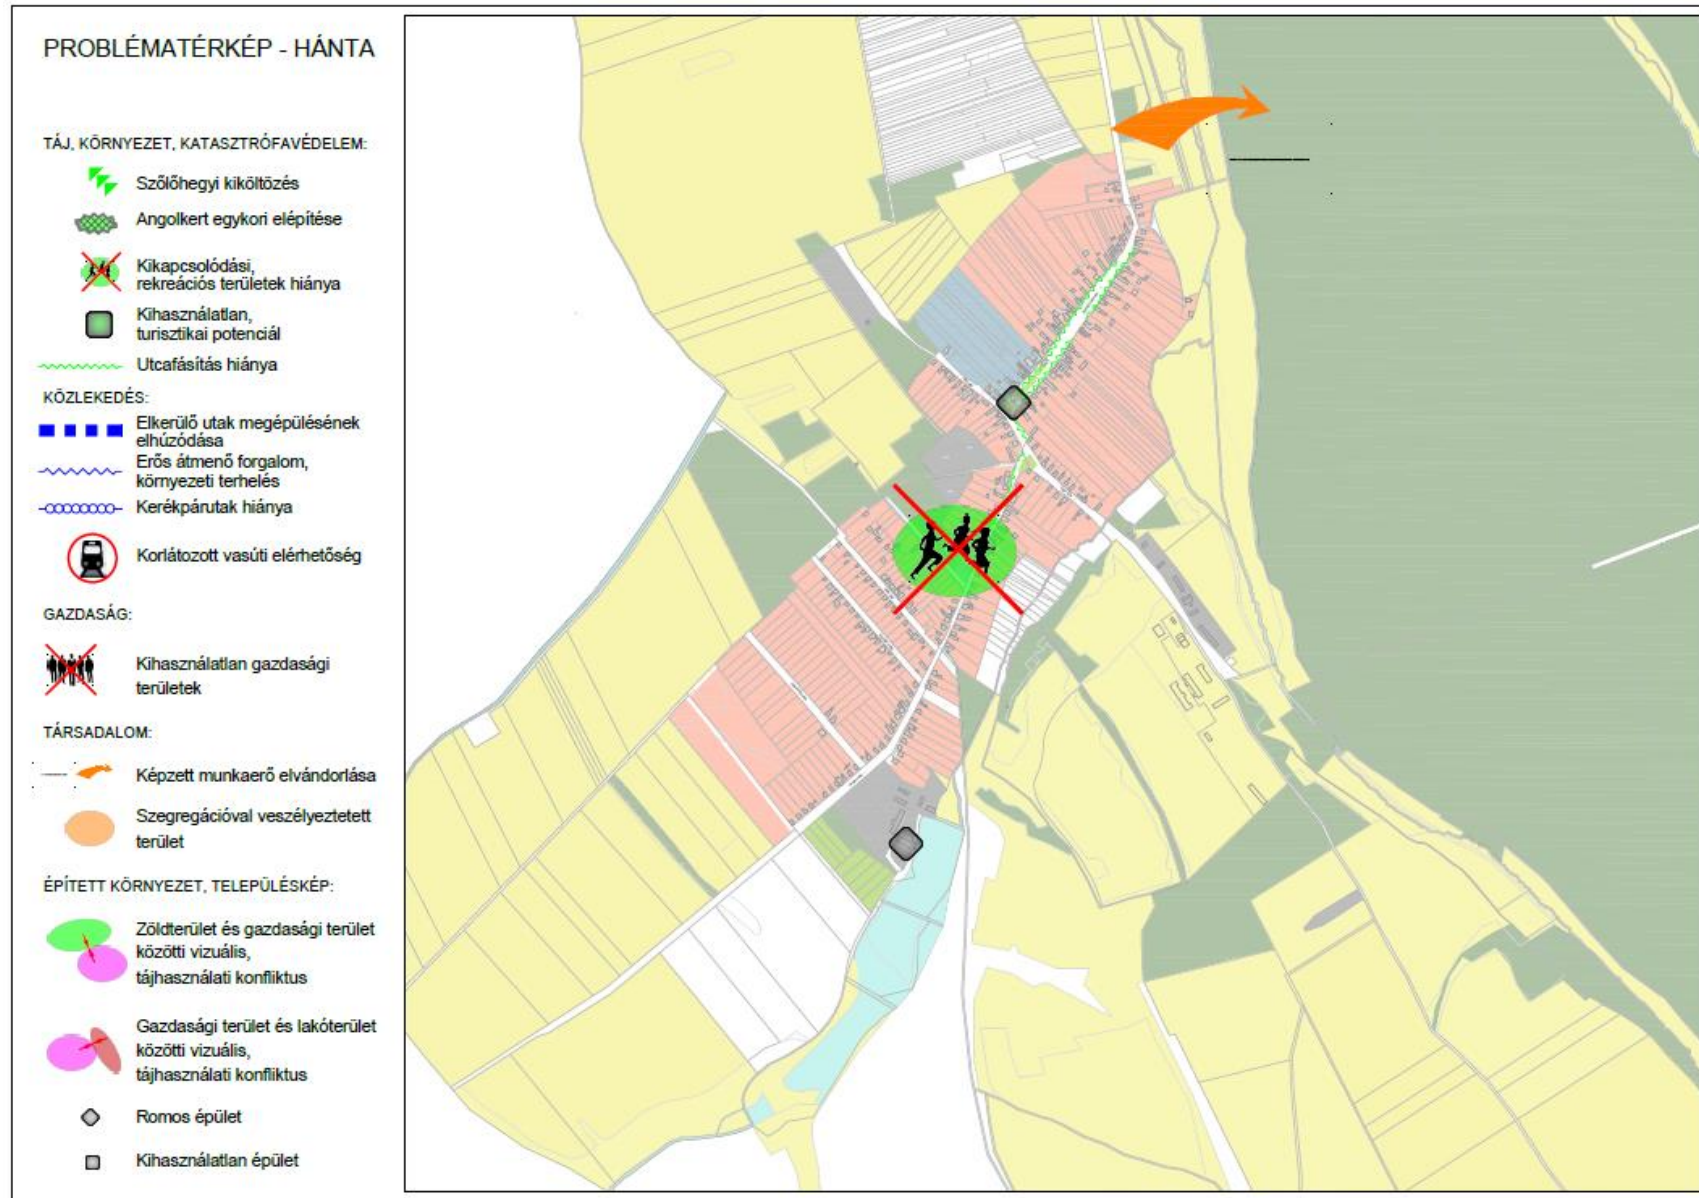 PROBLÉMATÉRKÉP - HÁNTA
TÁJ, KÖRNYEZET, KATASZTRÓFAVÉDELEM:
Szőlőhegyi kiköltözés
Angolkert egykori elépítése
Kikapcsolódási,
rekreációs területek hiánya
Kihasználatlan,
turisztikai potenciál
Utcafásítás hiánya
KÖZLEKEDÉS:
Elkerülő utak megépülésének
elhúzódása
Erős átmenő forgalom,
környezeti terhelés
Kerékpárutak hiánya
Korlátozott vasúti elérhetőség
GAZDASÁG:
Kihasználatlan gazdasági
területek
TÁRSADALOM:
Képzett munkaerő elvándorlása
Szegregációval veszélyeztetett
terület
ÉPÍTETT KÖRNYEZET, TELEPÜLÉSKÉP:
Zöldterület és gazdasági terület
közötti vizuális,
tájhasználati konfliktus
Gazdasági terület és lakóterület
közötti vizuális,
tájhasználati konfliktus
Romos épület
Kihasználatlan épület